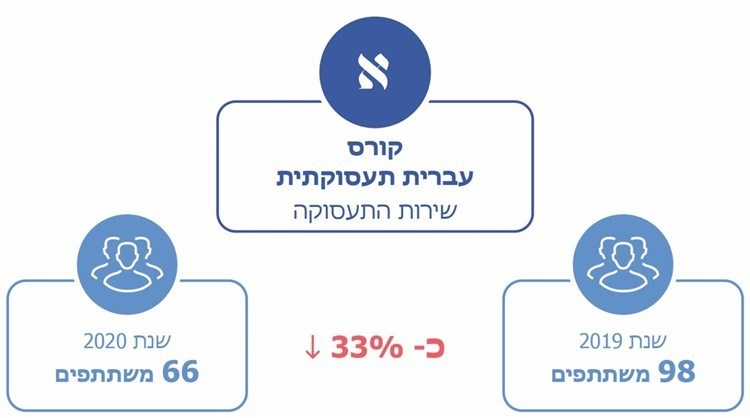 א
קורס
עברית תעסוקתית
שירות התעסוקה
שנת 2019
98 משתתפים
כ- 33% ↓
שנת 2020
66 משתתפים